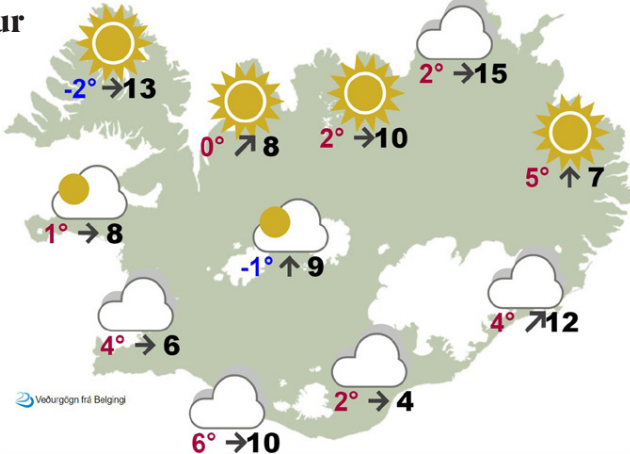 ur
-2° →13
2° →15
0° ↗ 8
2° →10
5° ↑ 7
1° → 8
-1° ↑ 9
4° → 6
4° ↗12
2° → 4
6° →10
Veðurgögn frá Belgingi